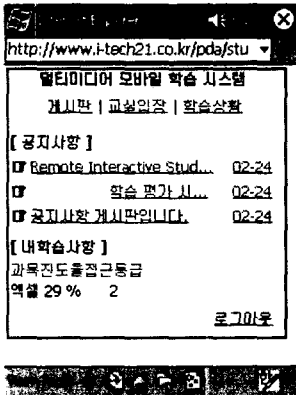 http://www.i-tech21.co.kr/pda/stu
멀티미디어 모바일 학습 시스템
게시판 | 교실입장 | 학습상황
[ 공지사항 ]
☞ Remote Interactive Stud... 02-24
☞ 학습 평가 시... 02-24
☞ 공지사항 게시판입니다. 02-24
[ 내학습사항 ]
과목진도율접근등급
엑셀 29 % 2
로그아웃